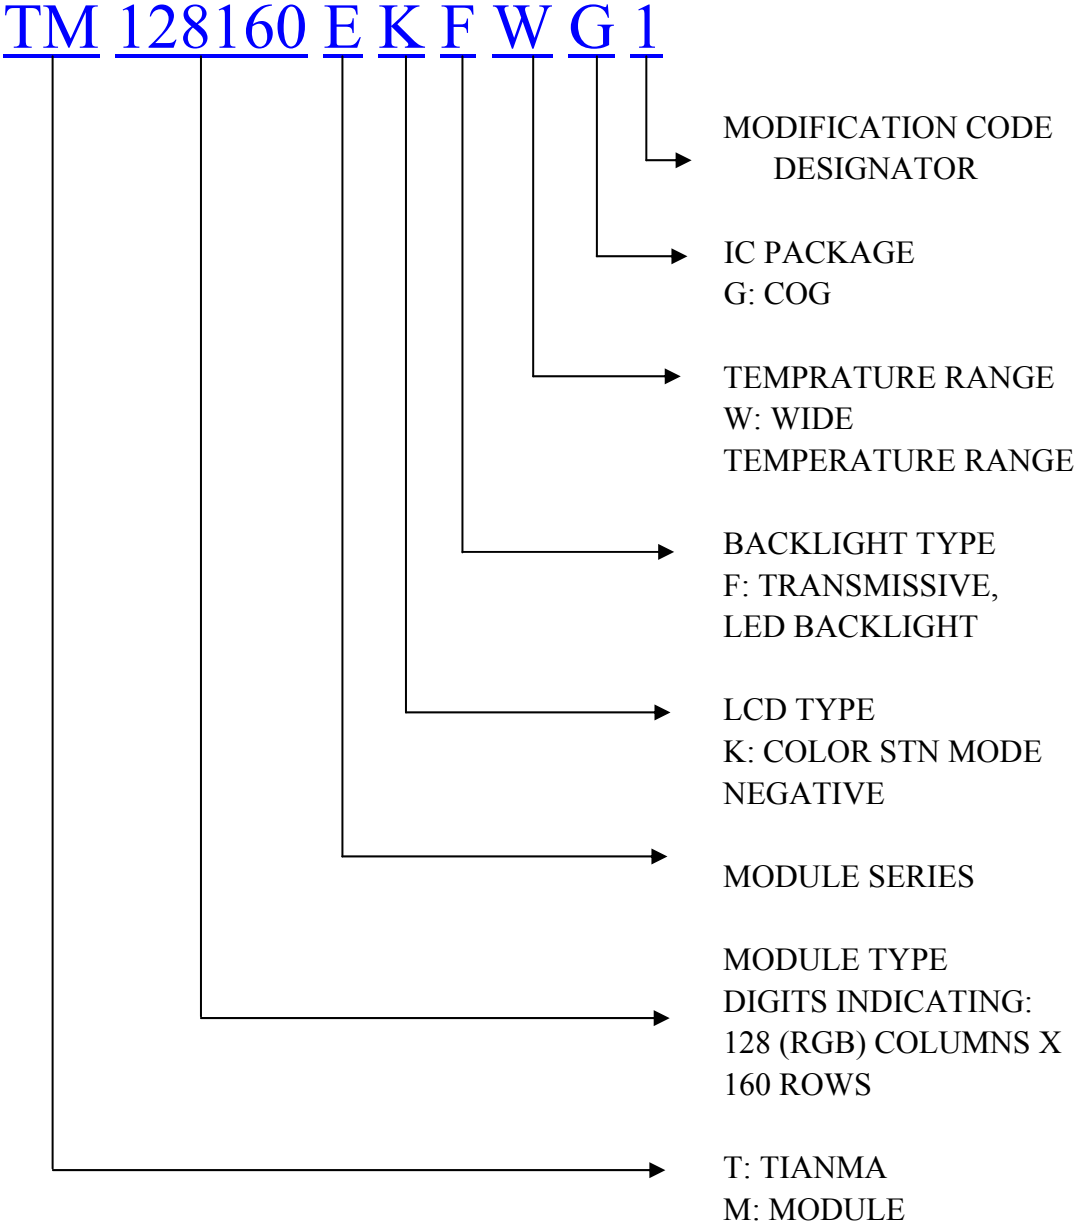 TM 128160 E K F W G 1
MODIFICATION CODE
DESIGNATOR
IC PACKAGE
G: COG
TEMPRATURE RANGE
W: WIDE
TEMPERATURE RANGE
BACKLIGHT TYPE
F: TRANSMISSIVE,
LED BACKLIGHT
LCD TYPE
K: COLOR STN MODE
NEGATIVE
MODULE SERIES
MODULE TYPE
DIGITS INDICATING:
128 (RGB) COLUMNS X
160 ROWS
T: TIANMA
M: MODULE